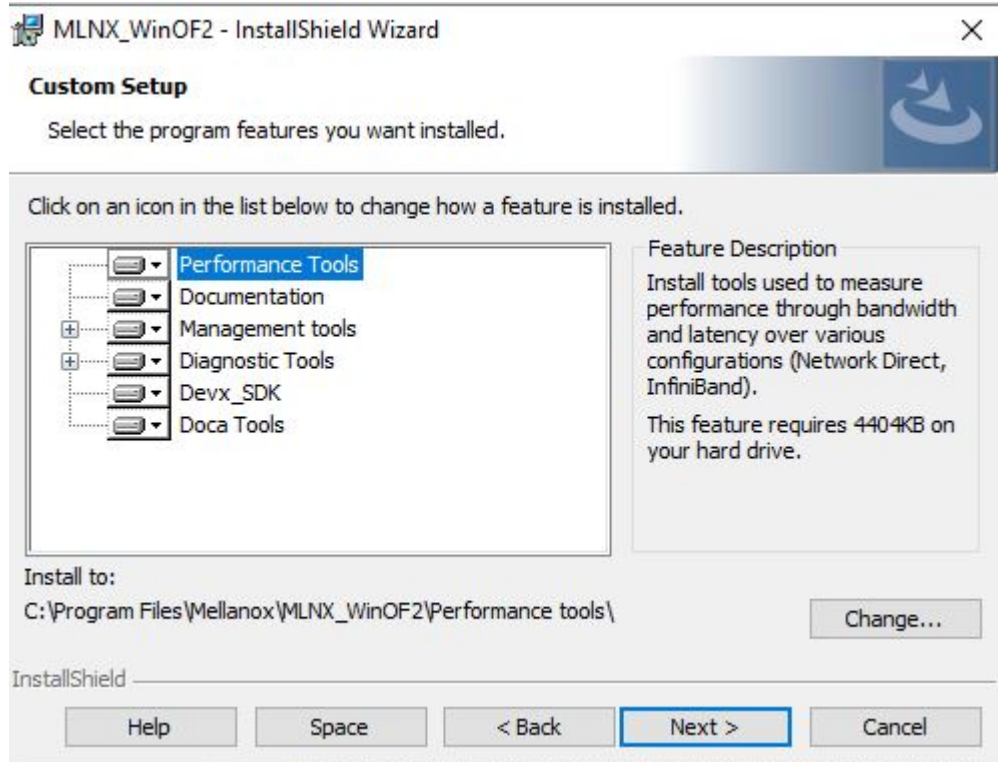 MLNX_WinOF2 - InstallShield Wizard
Custom Setup
Select the program features you want installed.
Click on an icon in the list below to change how a feature is installed.
Performance Tools
Documentation
Management tools
Diagnostic Tools
Devx_SDK
Doca Tools
Feature Description
Install tools used to measure
performance through bandwidth
and latency over various
configurations (Network Direct,
InfiniBand).
This feature requires 4404KB on
your hard drive.
Install to:
C:\Program Files\Mellanox\MLNX_WinOF2\Performance tools\
Change...
InstallShield
Help
Space
< Back
Next >
Cancel